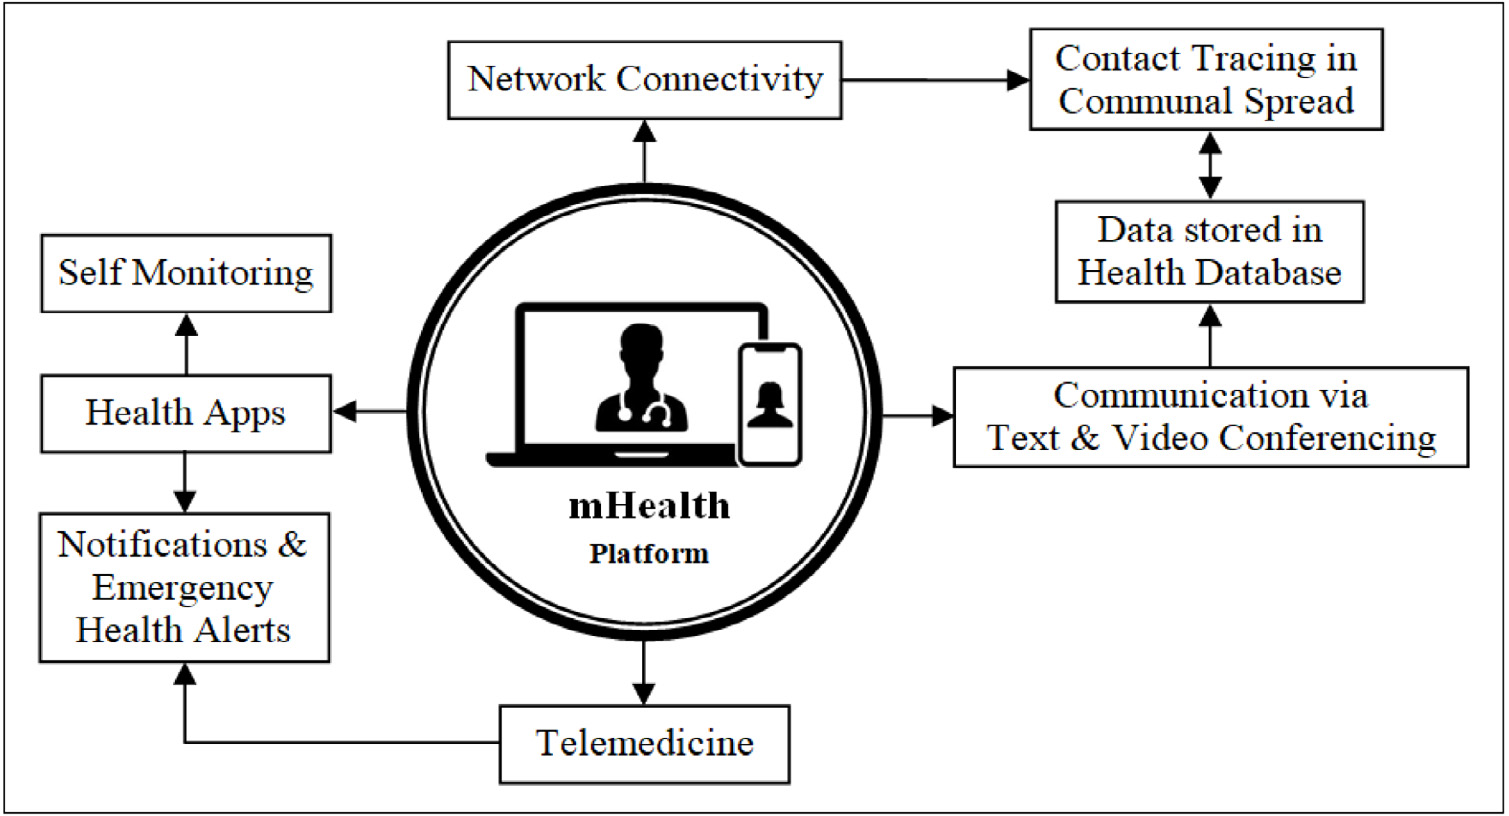 Network Connectivity
Contact Tracing in
Communal Spread
Data stored in
Health Database
Self Monitoring
Health Apps
Communication via
Text & Video Conferencing
mHealth
Platform
Notifications &
Emergency
Health Alerts
Telemedicine